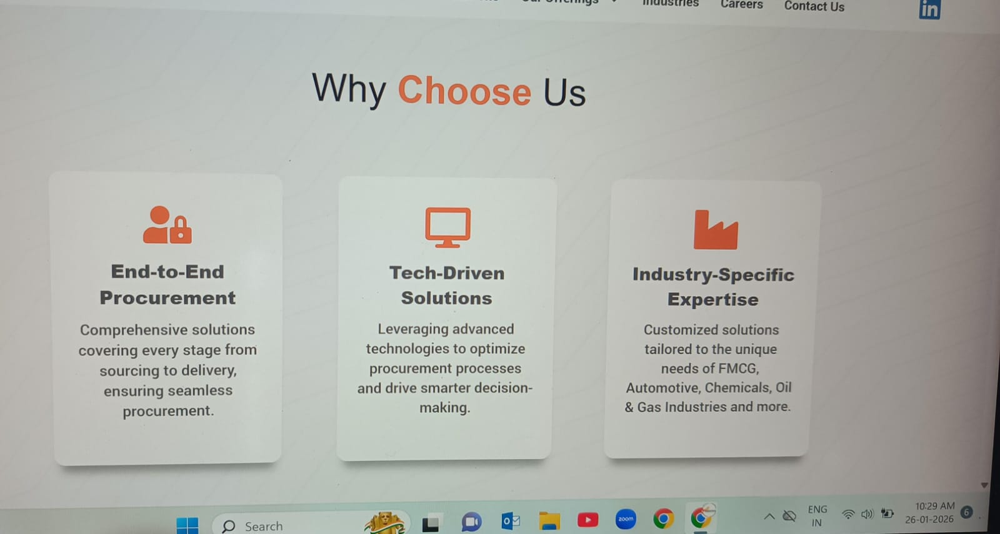 Our Offerings Industries Careers Contact Us
in
Why Choose Us
End-to-End
Procurement
Comprehensive solutions
covering every stage from
sourcing to delivery,
ensuring seamless
procurement.
Tech-Driven
Solutions
Leveraging advanced
technologies to optimize
procurement processes
and drive smarter decision-
making.
Industry-Specific
Expertise
Customized solutions
tailored to the unique
needs of FMCG,
Automotive, Chemicals, Oil
& Gas Industries and more.
Search
zoom
ENG
IN
10:29 AM
26-01-2026
6